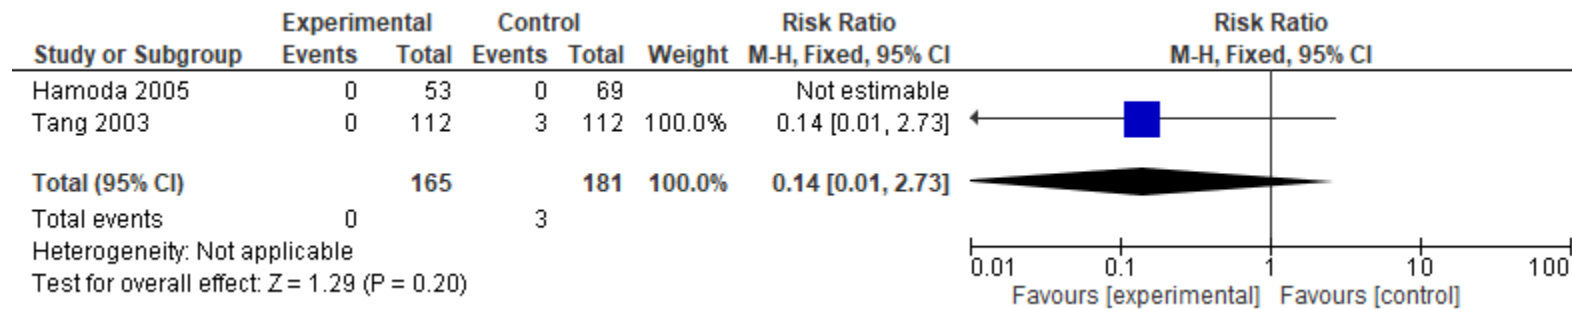 Experimental Control Risk Ratio Risk Ratio
Study or Subgroup Events Total Events Total Weight M-H, Fixed, 95% CI M-H, Fixed, 95% CI
Hamoda 2005 0 53 0 69 Not estimable
Tang 2003 0 112 3 112 100.0% 0.14 [0.01, 2.73]
Total (95% CI) 165 181 100.0% 0.14 [0.01, 2.73]
Total events 0 3
Heterogeneity: Not applicable
Test for overall effect: Z = 1.29 (P = 0.20)
0.01 0.1 1 10 100
Favours [experimental] Favours [control]